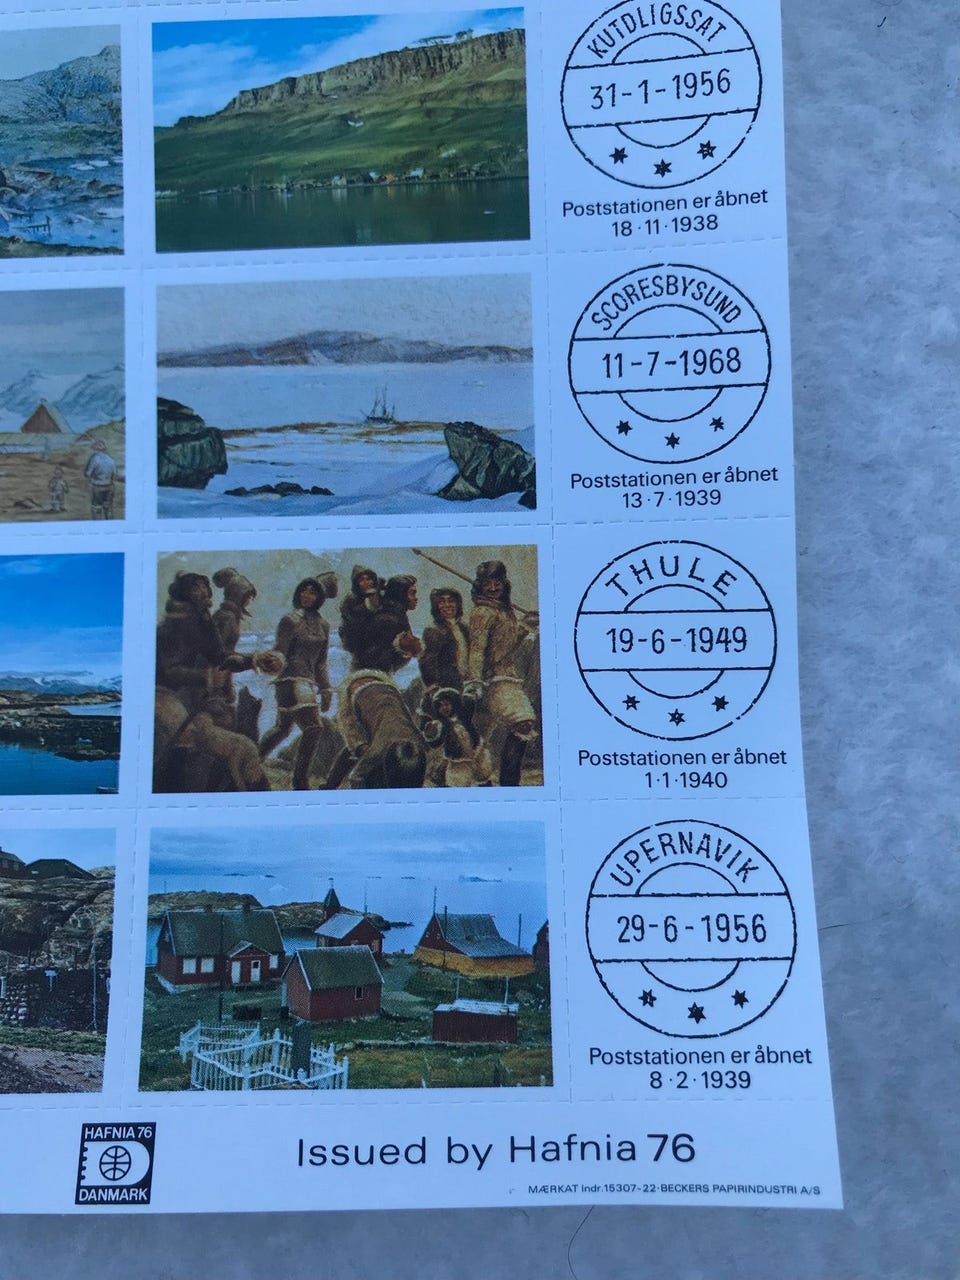 KUTDLIGSSAT
31-1-1956
Poststationen er åbnet
18·11·1938
SCORESBYSUND
11-7-1968
Poststationen er åbnet
13·7·1939
THULE
19-6-1949
Poststationen er åbnet
1·1·1940
UPERNAVIK
29-6-1956
Poststationen er åbnet
8·2·1939
HAFNIA 76
DANMARK
Issued by Hafnia 76
MÆRKAT Indr.15307-22·BECKERS PAPIRINDUSTRI A/S